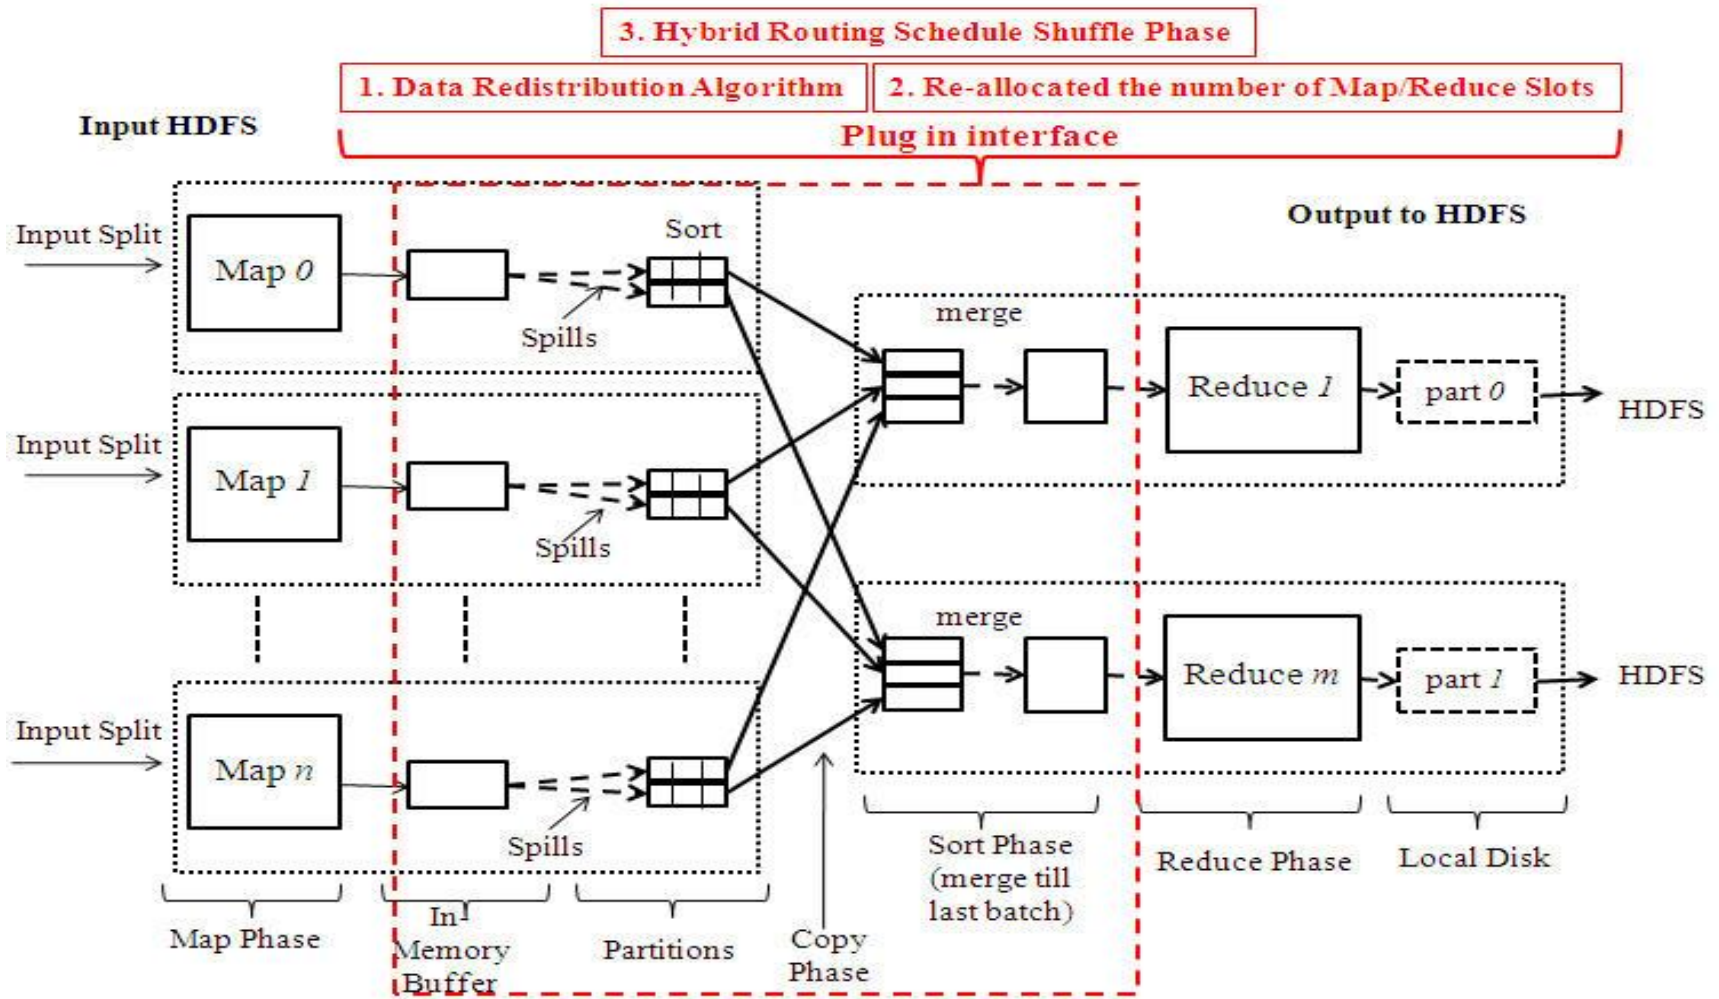 3. Hybrid Routing Schedule Shuffle Phase
1. Data Redistribution Algorithm
2. Re-allocated the number of Map/Reduce Slots
Plug in interface
Input HDFS
Output to HDFS
Input Split
Map 0
Sort
Spills
merge
Reduce 1
part 0
HDFS
Input Split
Map 1
Spills
merge
Reduce m
part 1
HDFS
Input Split
Map n
Spills
Map Phase
In
Memory
Buffer
Partitions
Copy
Phase
Sort Phase
(merge till
last batch)
Reduce Phase
Local Disk